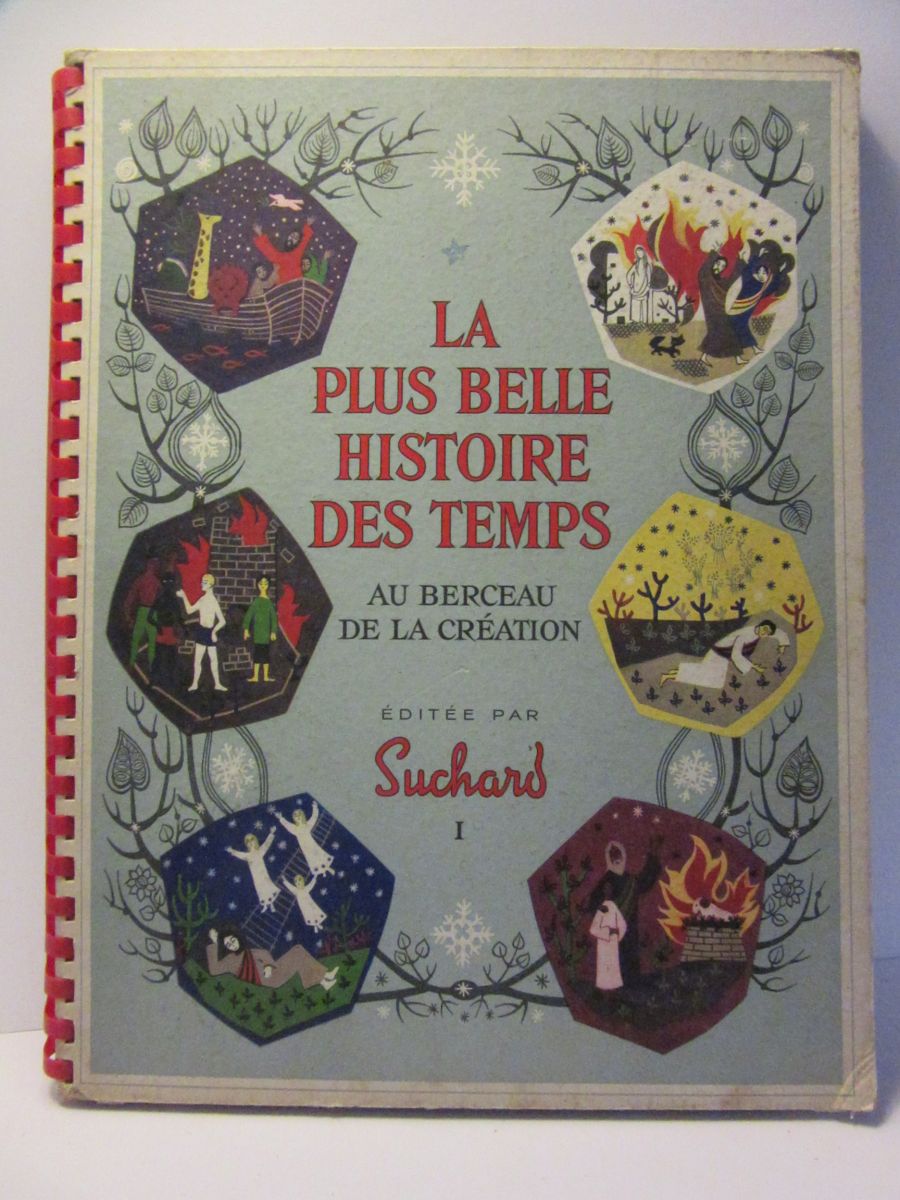 LA
PLUS BELLE
HISTOIRE
DES TEMPS
AU BERCEAU
DE LA CRÉATION
ÉDITÉE PAR
Suchard
I